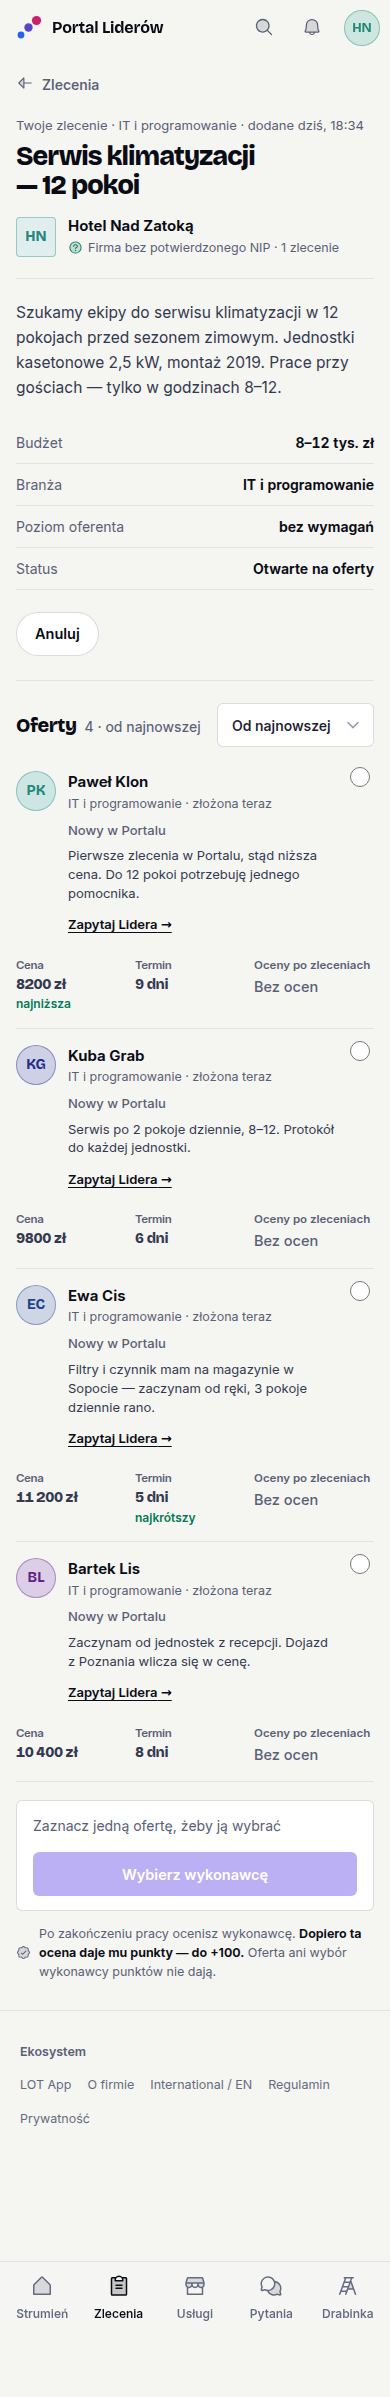 Portal Liderów
HN
Zlecenia
Twoje zlecenie · IT i programowanie · dodane dziś, 18:34
Serwis klimatyzacji
— 12 pokoi
HN
Hotel Nad Zatoką
Firma bez potwierdzonego NIP · 1 zlecenie
Szukamy ekipy do serwisu klimatyzacji w 12
pokojach przed sezonem zimowym. Jednostki
kasetonowe 2,5 kW, montaż 2019. Prace przy
gościach — tylko w godzinach 8–12.
Budżet 8–12 tys. zł
Branża IT i programowanie
Poziom oferenta bez wymagań
Status Otwarte na oferty
Anuluj
Oferty 4 · od najnowszej Od najnowszej
PK
Paweł Klon
IT i programowanie · złożona teraz
Nowy w Portalu
Pierwsze zlecenia w Portalu, stąd niższa
cena. Do 12 pokoi potrzebuję jednego
pomocnika.
Zapytaj Lidera →
Cena Termin Oceny po zleceniach
8200 zł 9 dni Bez ocen
najniższa
KG
Kuba Grab
IT i programowanie · złożona teraz
Nowy w Portalu
Serwis po 2 pokoje dziennie, 8–12. Protokół
do każdej jednostki.
Zapytaj Lidera →
Cena Termin Oceny po zleceniach
9800 zł 6 dni Bez ocen
EC
Ewa Cis
IT i programowanie · złożona teraz
Nowy w Portalu
Filtry i czynnik mam na magazynie w
Sopocie — zaczynam od ręki, 3 pokoje
dziennie rano.
Zapytaj Lidera →
Cena Termin Oceny po zleceniach
11 200 zł 5 dni Bez ocen
najkrótszy
BL
Bartek Lis
IT i programowanie · złożona teraz
Nowy w Portalu
Zaczynam od jednostek z recepcji. Dojazd
z Poznania wlicza się w cenę.
Zapytaj Lidera →
Cena Termin Oceny po zleceniach
10 400 zł 8 dni Bez ocen
Zaznacz jedną ofertę, żeby ją wybrać
Wybierz wykonawcę
Po zakończeniu pracy ocenisz wykonawcę. Dopiero ta
ocena daje mu punkty — do +100. Oferta ani wybór
wykonawcy punktów nie dają.
Ekosystem
LOT App O firmie International / EN Regulamin
Prywatność
Strumień Zlecenia Usługi Pytania Drabinka